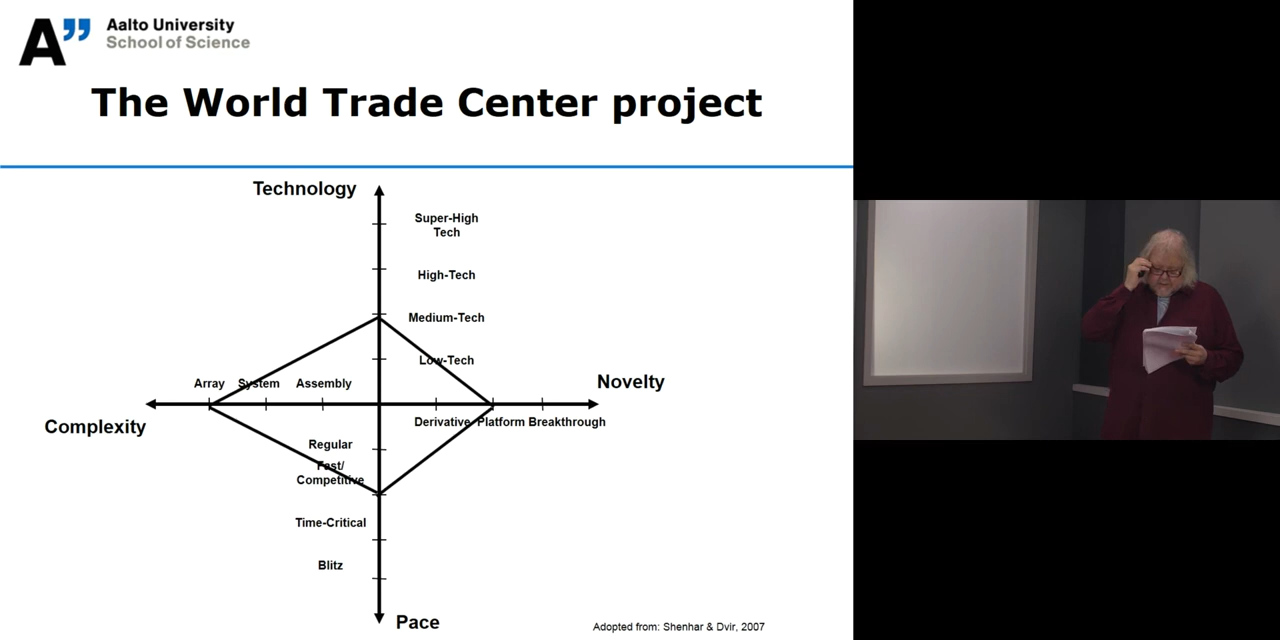 A”
Aalto University
School of Science
The World Trade Center project
Technology
Super-High
Tech
High-Tech
Medium-Tech
Low-Tech
Array System Assembly
Novelty
Complexity
Derivative Platform Breakthrough
Regular
Fast/
Competitive
Time-Critical
Blitz
Pace
Adopted from: Shenhar & Dvir, 2007